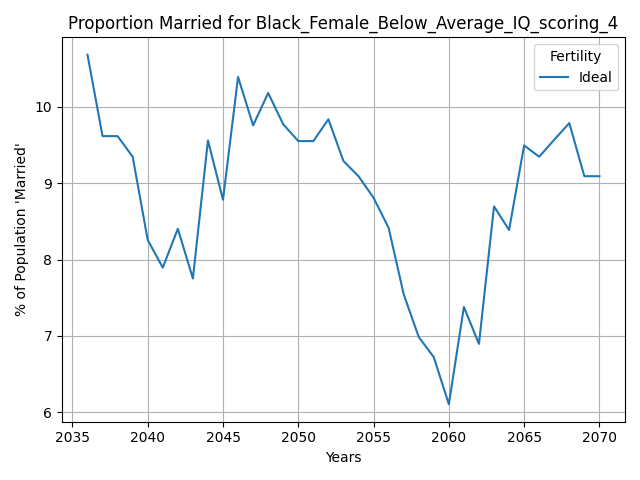 Proportion Married for Black_Female_Below_Average_IQ_scoring_4
Fertility
Ideal
% of Population 'Married'
10
9
8
7
6
2035 2040 2045 2050 2055 2060 2065 2070
Years